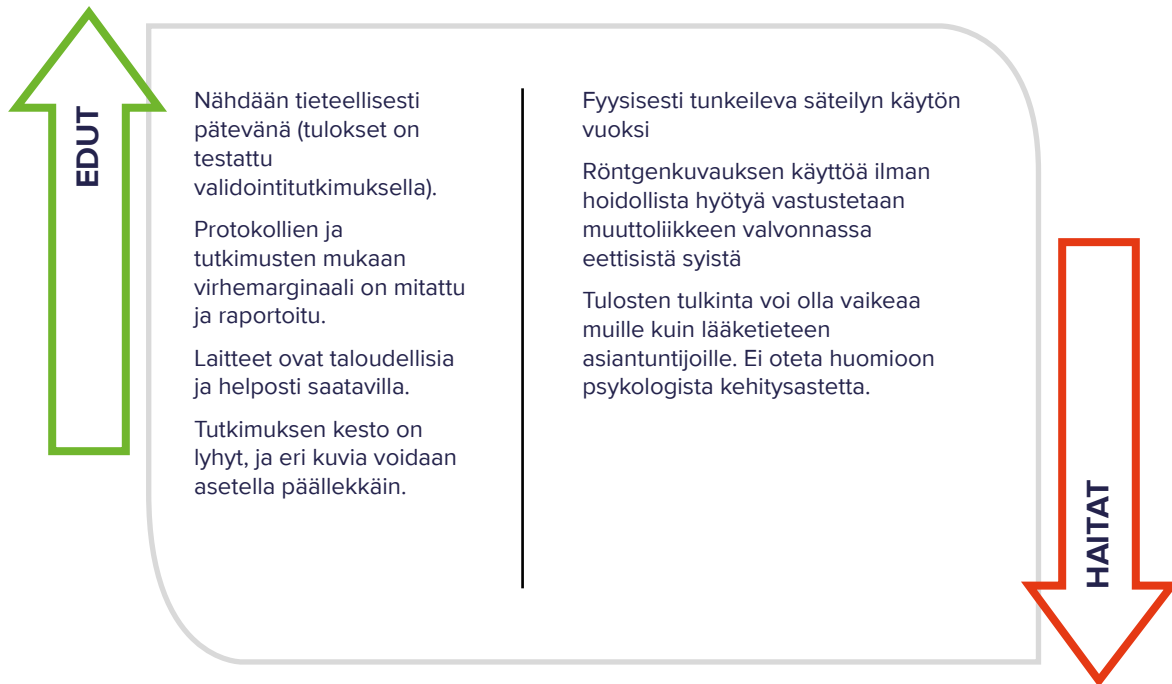 EDUT
Nähdään tieteellisesti
pätevänä (tulokset on
testattu
validointitutkimuksella).
Protokollien ja
tutkimusten mukaan
virhemarginaali on mitattu
ja raportoitu.
Laitteet ovat taloudellisia
ja helposti saatavilla.
Tutkimuksen kesto on
lyhyt, ja eri kuvia voidaan
asetella päällekkäin.
Fyysisesti tunkeileva säteilyn käytön
vuoksi
Röntgenkuvauksen käyttöä ilman
hoidollista hyötyä vastustetaan
muuttoliikkeen valvonnassa
eettisistä syistä
Tulosten tulkinta voi olla vaikeaa
muille kuin lääketieteen
asiantuntijoille. Ei oteta huomioon
psykologista kehitysastetta.
HAITAT